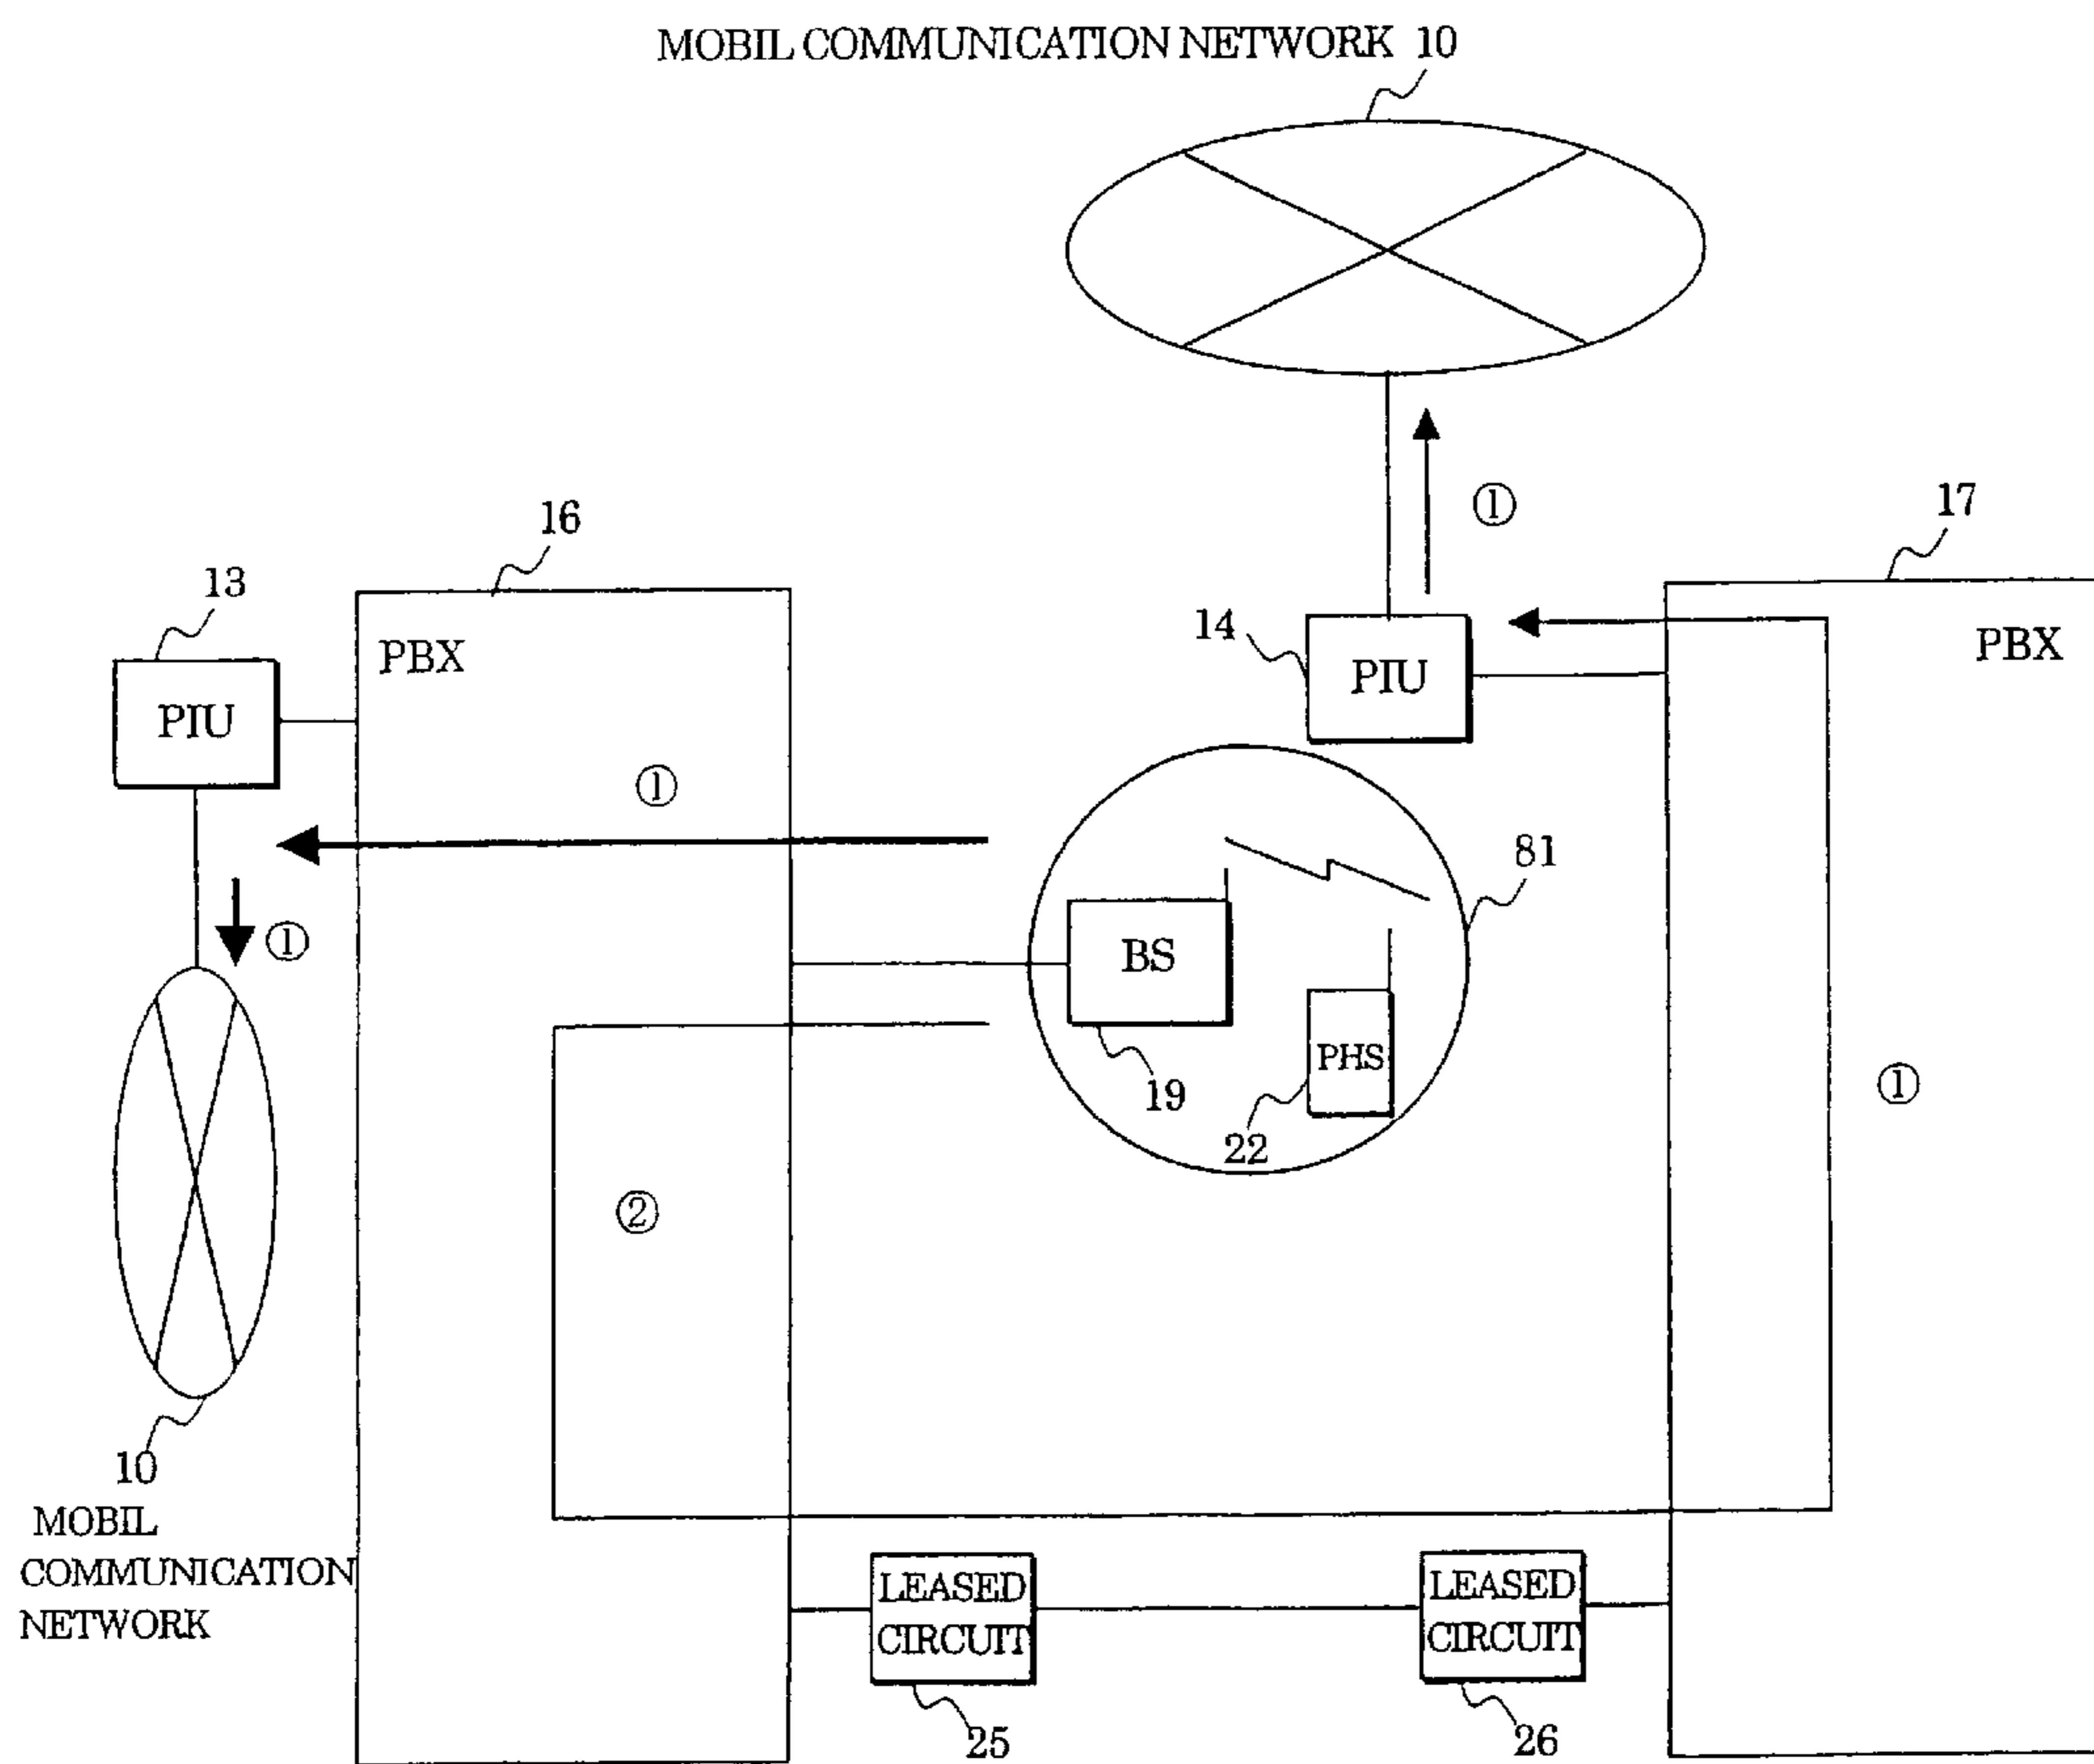 MOBIL COMMUNICATION NETWORK 10
16
17
13
①
14
PBX
PBX
PIU
PIU
①
81
①
BS
PHS
①
19
22
②
10
MOBIL
COMMUNICATION
NETWORK
LEASED
CIRCUIT
LEASED
CIRCUIT
25
26